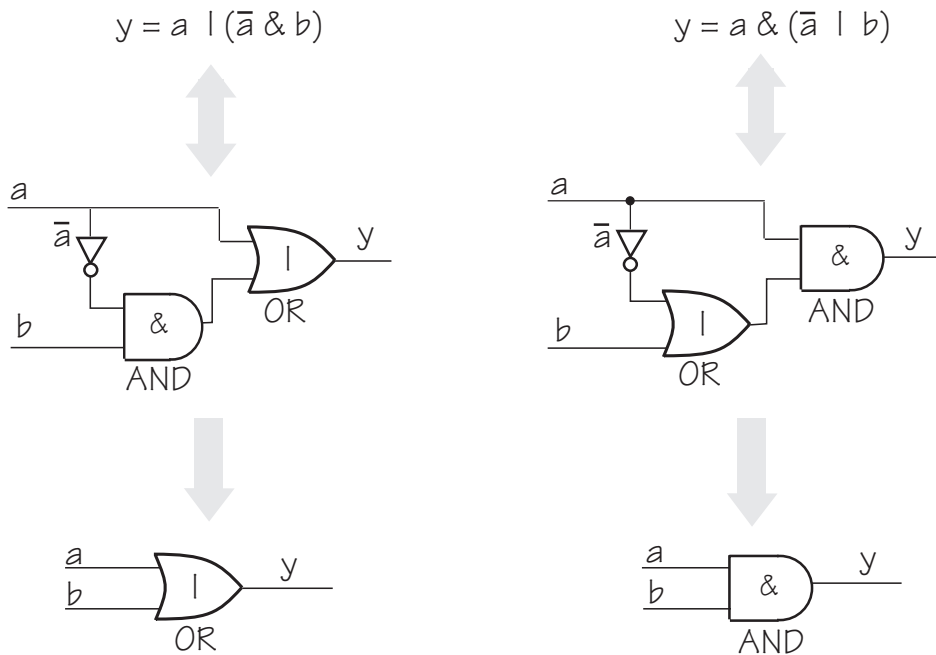 y = a | (a̅ & b)
a
a̅
b
&
AND
|
OR
y
a
b
|
OR
y
y = a & (a̅ | b)
a
a̅
b
|
OR
&
AND
y
a
b
&
AND
y